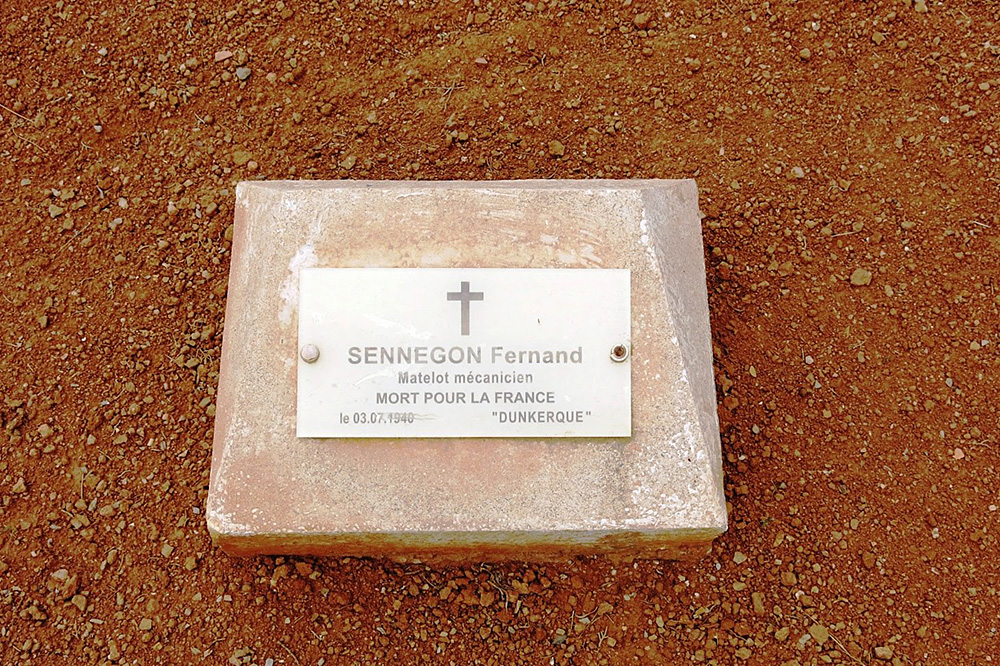 SENNEGON Fernand
Matelot mécanicien
MORT POUR LA FRANCE
le 03.07.1940 "DUNKERQUE"